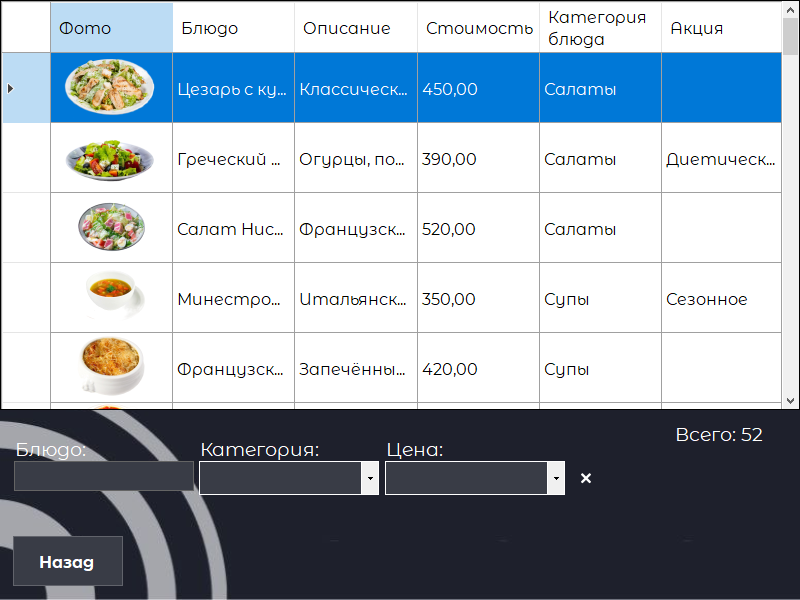 Фото Блюдо Описание Стоимость Категория блюда Акция
Цезарь с ку... Классическ... 450,00 Салаты
Греческий ... Огурцы, по... 390,00 Салаты Диетическ...
Салат Нис... Французск... 520,00 Салаты
Минестро... Итальянск... 350,00 Супы Сезонное
Французск... Запечённы... 420,00 Супы
Всего: 52
Блюдо: Категория: Цена:
Назад